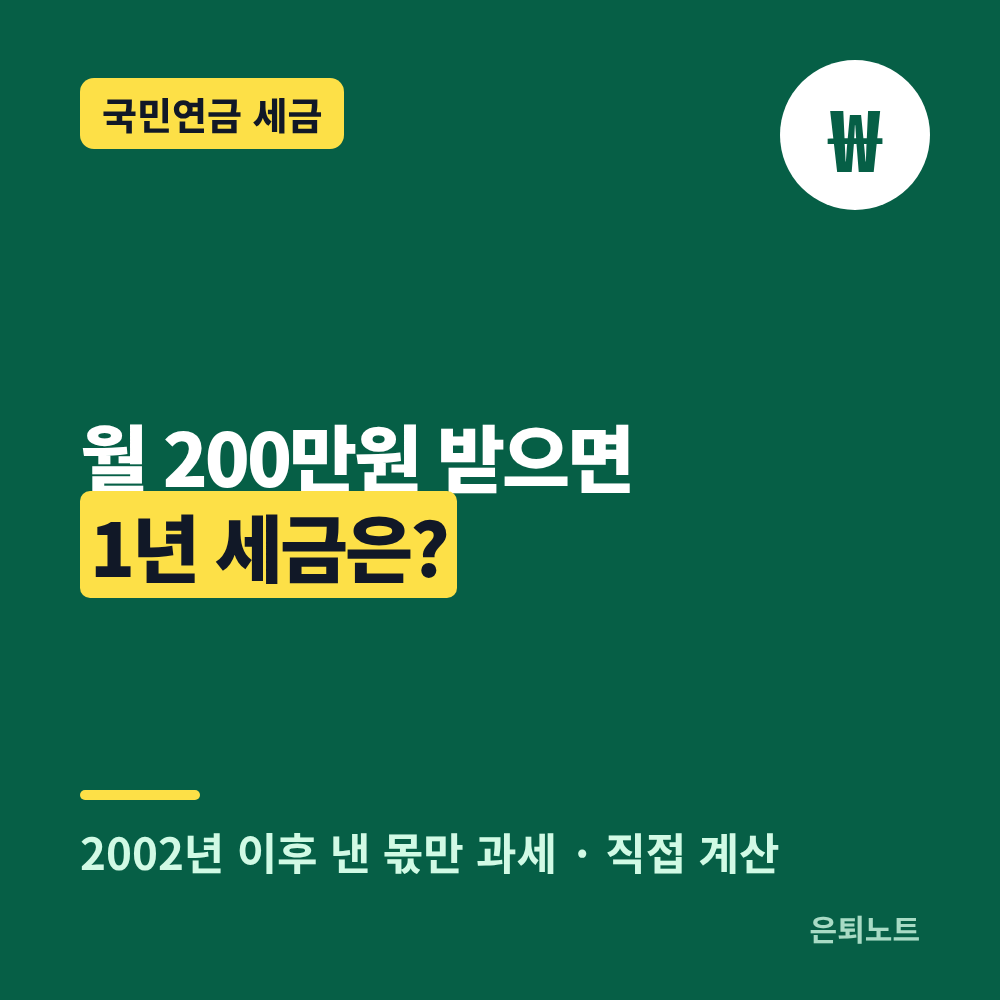 국민연금 세금
₩
월 200만원 받으면
1년 세금은?
2002년 이후 낸 몫만 과세 · 직접 계산
은퇴노트